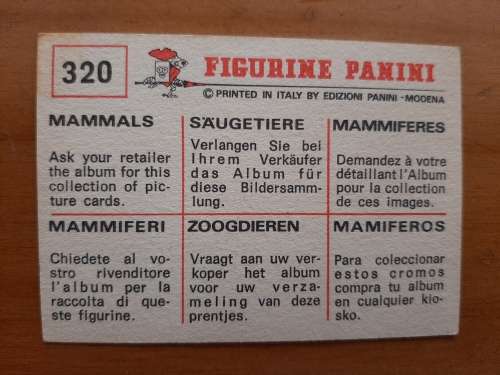 320
FIGURINE PANINI
© PRINTED IN ITALY BY EDIZIONI PANINI - MODENA
MAMMALS
Ask your retailer
the album for this
collection of pic-
ture cards.
SÄUGETIERE
Verlangen Sie bei
Ihrem Verkäufer
das Album für
diese Bildersamm-
lung.
MAMMIFERES
Demandez à votre
détaillant l'Album
pour la collection
de ces images.
MAMMIFERI
Chiedete al vo-
stro rivenditore
l'album per la
raccolta di que-
ste figurine.
ZOOGDIEREN
Vraagt aan uw ver-
koper het album
voor uw verza-
meling van deze
prentjes.
MAMIFEROS
Para coleccionar
estos cromos
compra tu album
en cualquier kio-
sko.